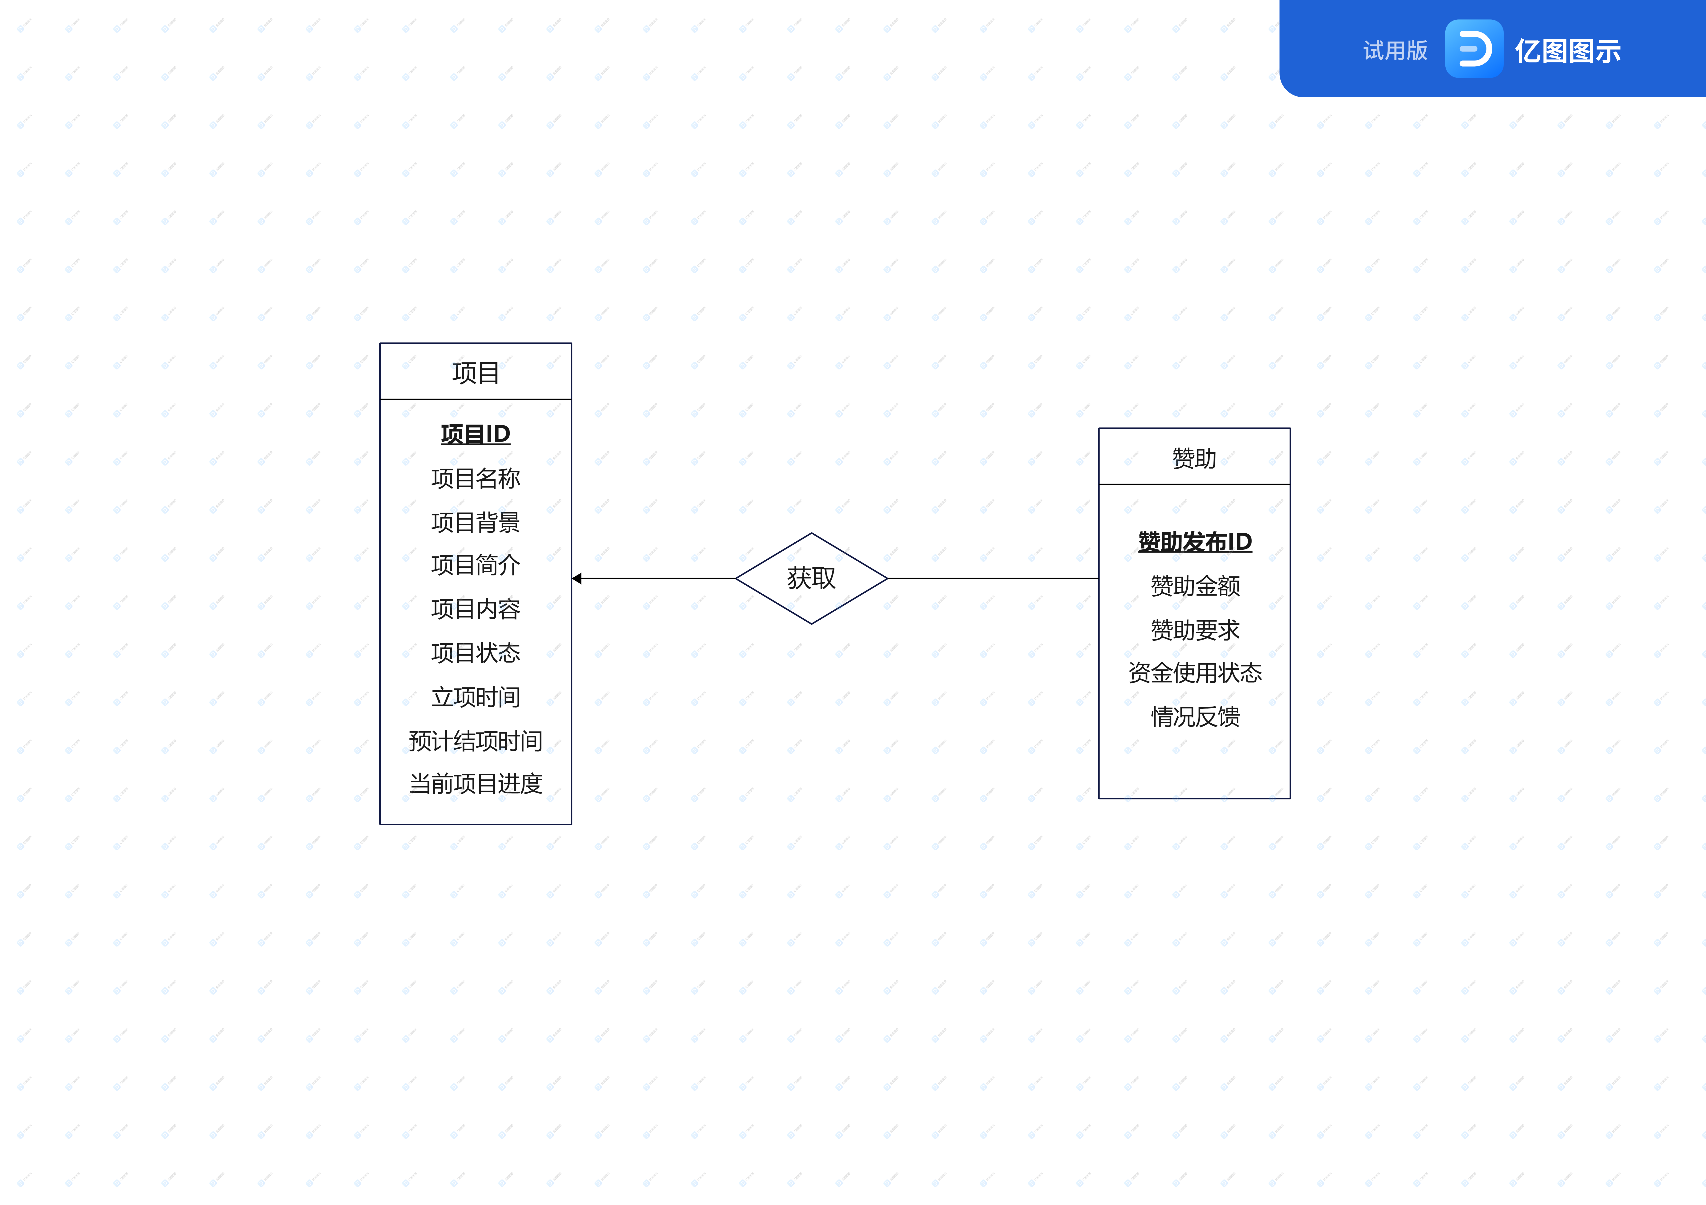 试用版 亿图图示
项目
项目ID
项目名称
项目背景
项目简介
项目内容
项目状态
立项时间
预计结项时间
当前项目进度
获取
赞助
赞助发布ID
赞助金额
赞助要求
资金使用状态
情况反馈